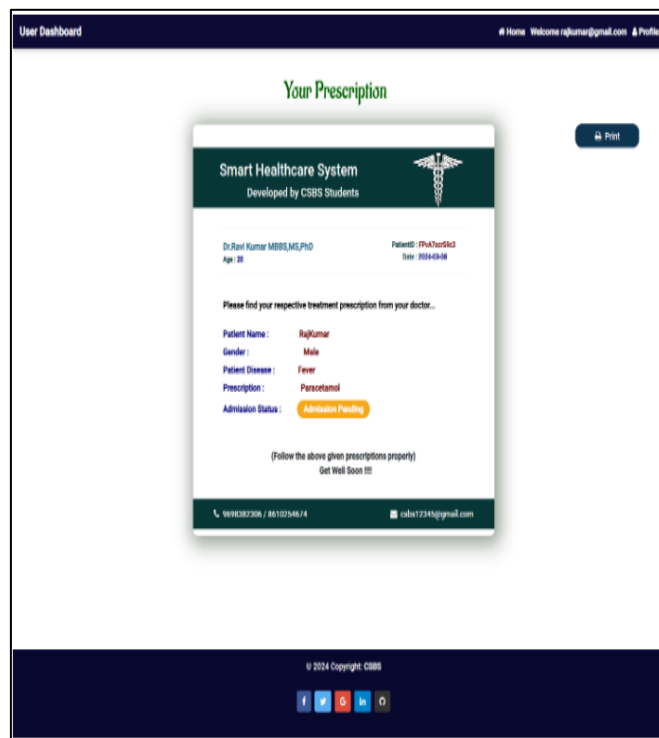 User Dashboard Home Welcome rajkumar@gmail.com Profile
Your Prescription
Print
Smart Healthcare System
Developed by CSBS Students
Dr.Ravi Kumar MBBS,MS,PhD
Age : 28
PatientID :
Date : 2024-03-08
Please find your respective treatment prescription from your doctor...
Patient Name : RajKumar
Gender : Male
Patient Disease : Fever
Prescription : Paracetamol
Admission Status : Admission Pending
(Follow the above given prescriptions properly)
Get Well Soon !!!!
9898382306 / 8610254674 csbs12345@gmail.com
© 2024 Copyright: CSBS